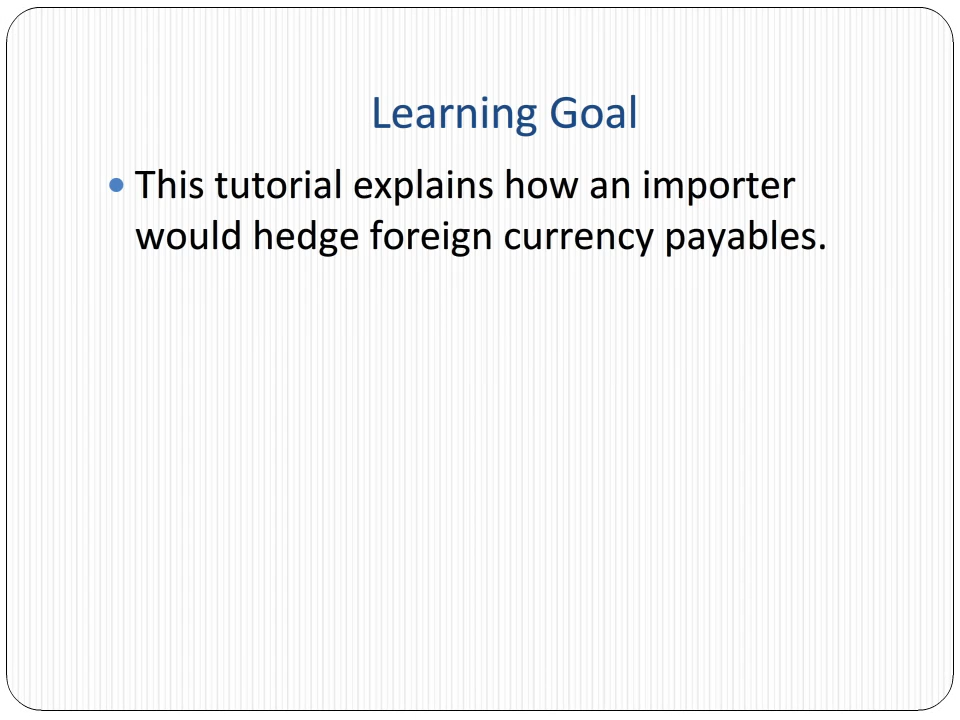 Learning Goal
• This tutorial explains how an importer
would hedge foreign currency payables.